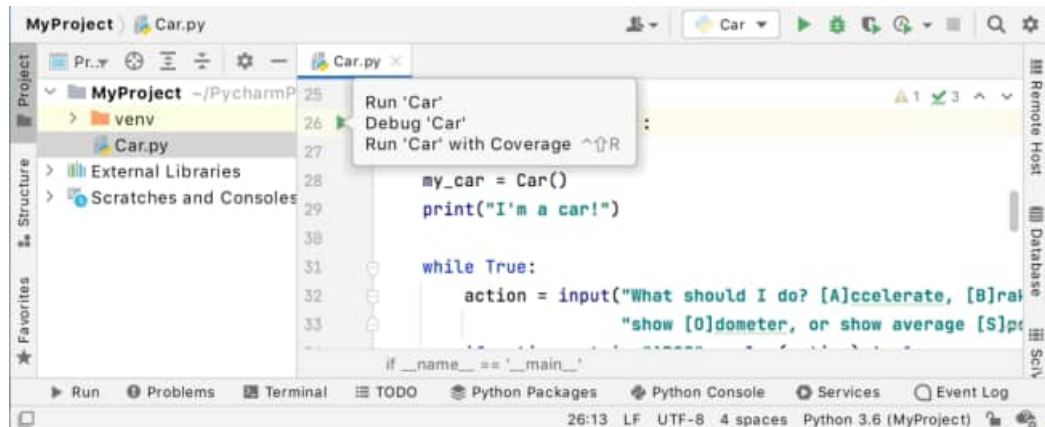 MyProject Car.py
Car
Pr..
Car.py
Project
MyProject ~/PycharmP
venv
Car.py
External Libraries
Scratches and Consoles
Structure
Favorites
Run 'Car'
Debug 'Car'
Run 'Car' with Coverage ^⇧R
1 3
25
26 :
27
28 my_car = Car()
29 print("I'm a car!")
30
31 while True:
32 action = input("What should I do? [A]ccelerate, [B]rak
33 "show [O]dometer, or show average [S]pe
if __name__ == '__main__'
Remote Host
Database
SciV
Run Problems Terminal TODO Python Packages Python Console Services Event Log
26:13 LF UTF-8 4 spaces Python 3.6 (MyProject)